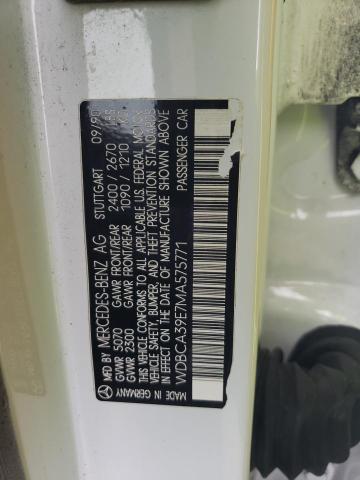 MFD. BY MERCEDES-BENZ AG STUTTGART 09/90
GVWR 5070 GAWR FRONT/REAR 2400 / 2670 LBS
GVWR 2300 GAWR FRONT/REAR 1090 / 1210 KG
VEHICLE CONFORMS TO ALL APPLICABLE U.S. FEDERAL MOTOR
VEHICLE SAFETY, BUMPER, AND THEFT PREVENTION STANDARDS
IN EFFECT ON THE DATE OF MANUFACTURE SHOWN ABOVE
WDBCA39E7MA575771 PASSENGER CAR
MADE IN GERMANY